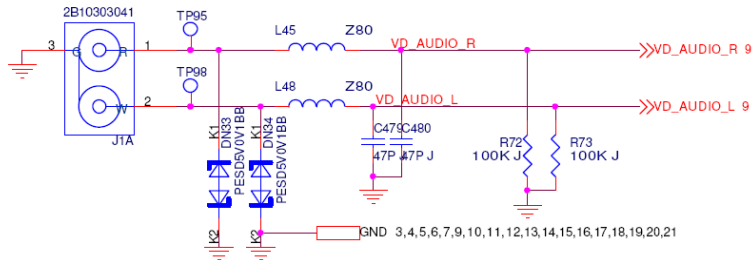 2B10303041
TP95
L45
Z80
3
G
R
1
VD_AUDIO_R
VD_AUDIO_R 9
TP98
L48
Z80
W
2
VD_AUDIO_L
VD_AUDIO_L 9
J1A
K1
DN33
PESD5V0V1BB
K2
K1
DN34
PESD5V0V1BB
K2
C479
47P J
C480
47P J
R72
100K J
R73
100K J
GND 3,4,5,6,7,9,10,11,12,13,14,15,16,17,18,19,20,21